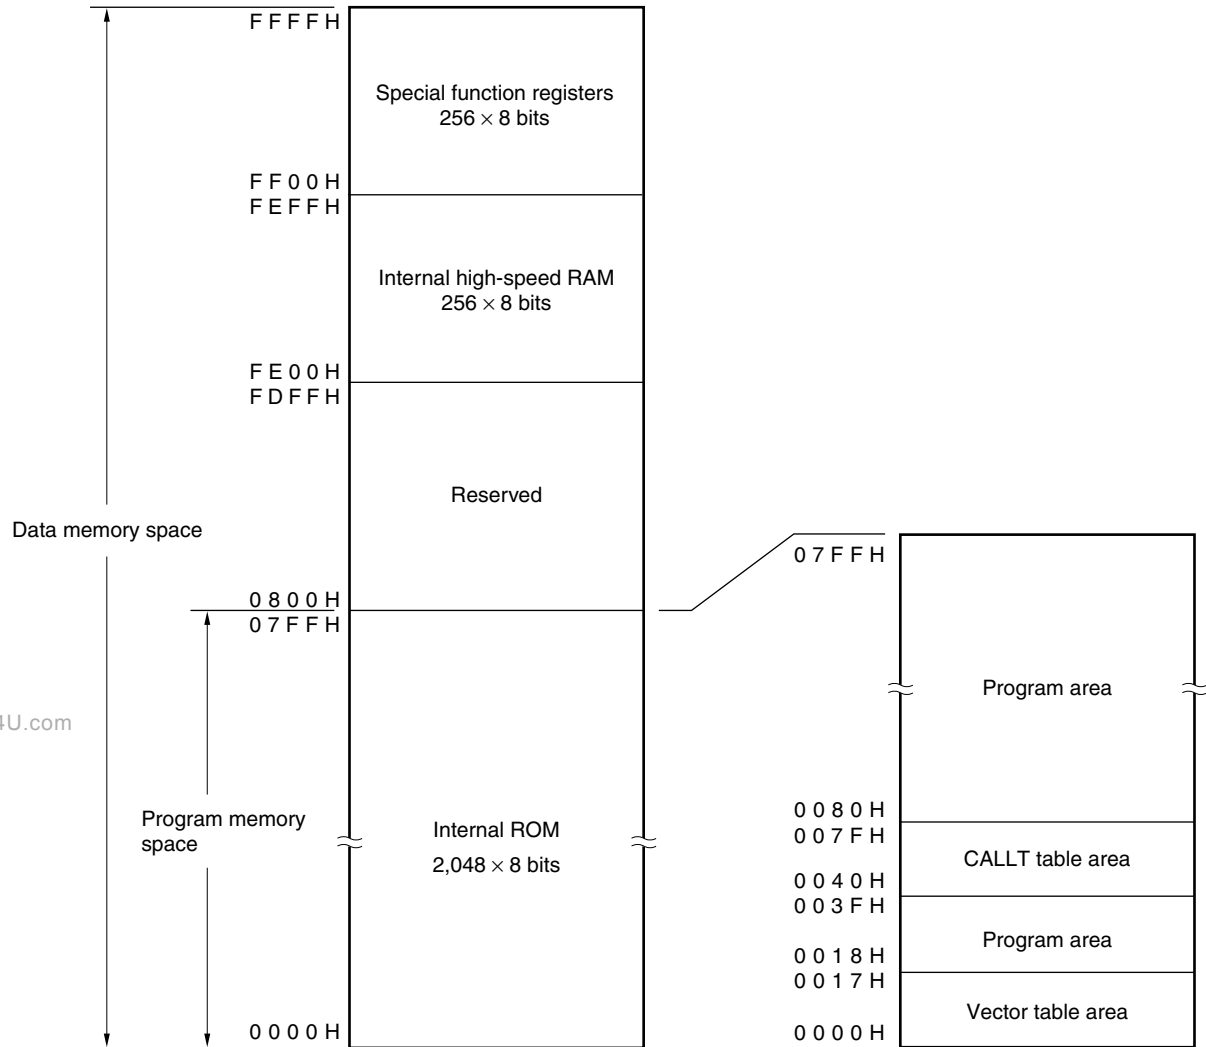 FFFFH
Special function registers
256 × 8 bits
FF00H
FEFFH
Internal high-speed RAM
256 × 8 bits
FE00H
FDFFH
Reserved
Data memory space
0800H
07FFH
4U.com
Program memory
space
Internal ROM
2,048 × 8 bits
0000H
07FFH
Program area
0080H
007FH
CALLT table area
0040H
003FH
Program area
0018H
0017H
Vector table area
0000H